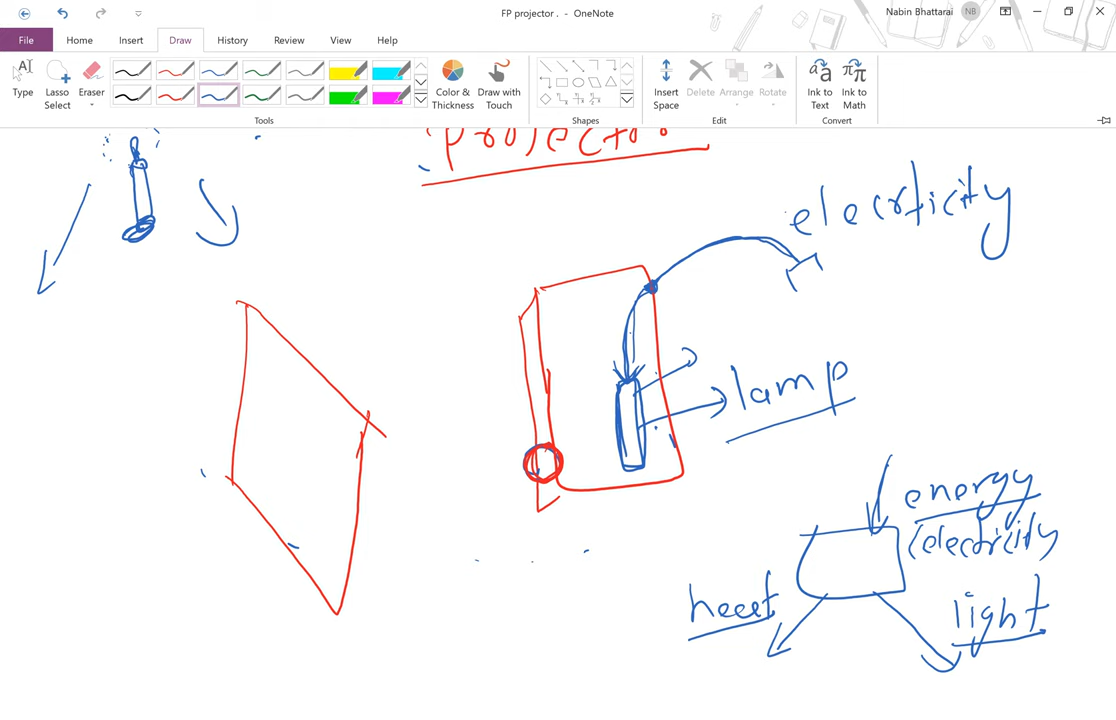 FP projector . - OneNote
Nabin Bhattarai NB
File Home Insert Draw History Review View Help
Type
Lasso Select
Eraser
Color & Thickness
Draw with Touch
Insert Space
Delete
Arrange
Rotate
Ink to Text
Ink to Math
Tools
Shapes
Edit
Convert
projector
elecrticity
lamp
energy
(electricity
heat
light